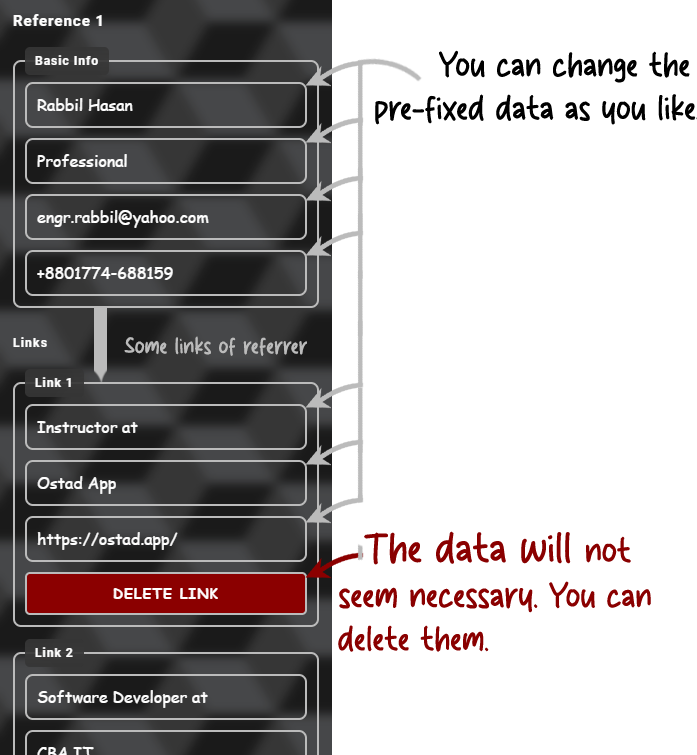 Reference 1
Basic Info
Rabbil Hasan
Professional
engr.rabbil@yahoo.com
+8801774-688159
You can change the
pre-fixed data as you like
Links
Some links of referrer
Link 1
Instructor at
Ostad App
https://ostad.app/
DELETE LINK
The data will not
seem necessary. You can
delete them.
Link 2
Software Developer at
CBA IT